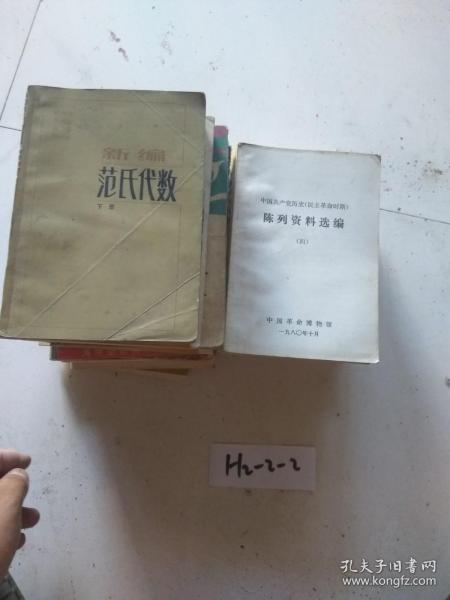 新编
范氏代数
下册
中国共产党历史(民主革命时期)
陈列资料选编
(四)
中国革命博物馆
一九八〇年十月
H2-2-2
孔夫子旧书网
www.kongfz.com